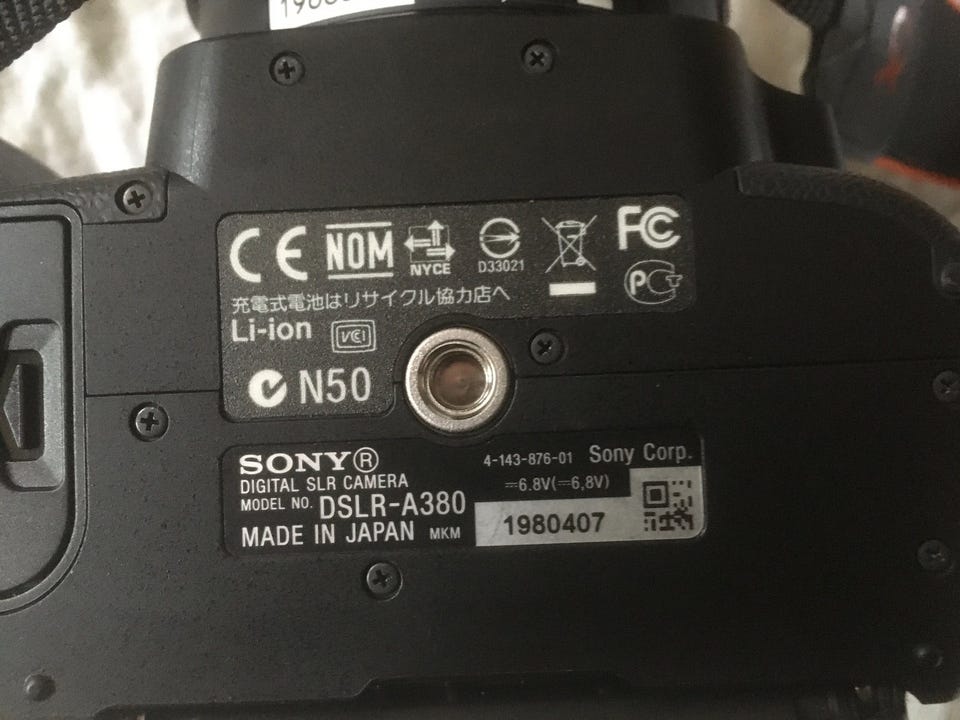 CE NOM NYCE D33021 FC
PCT
充電式電池はリサイクル協力店へ
Li-ion VCI
N50
SONY® 4-143-876-01 Sony Corp.
DIGITAL SLR CAMERA ⎓6.8V(⎓6,8V)
MODEL NO. DSLR-A380
MADE IN JAPAN MKM 1980407